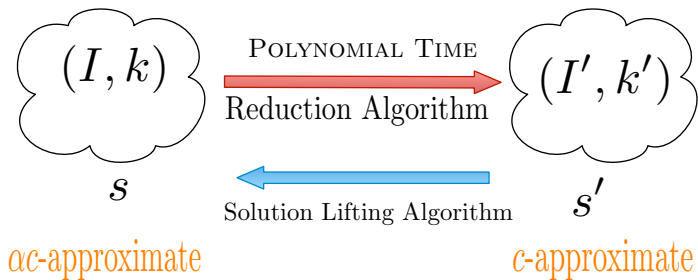 (I, k)
POLYNOMIAL TIME
Reduction Algorithm
(I′, k′)
s
Solution Lifting Algorithm
s′
αc-approximate
c-approximate